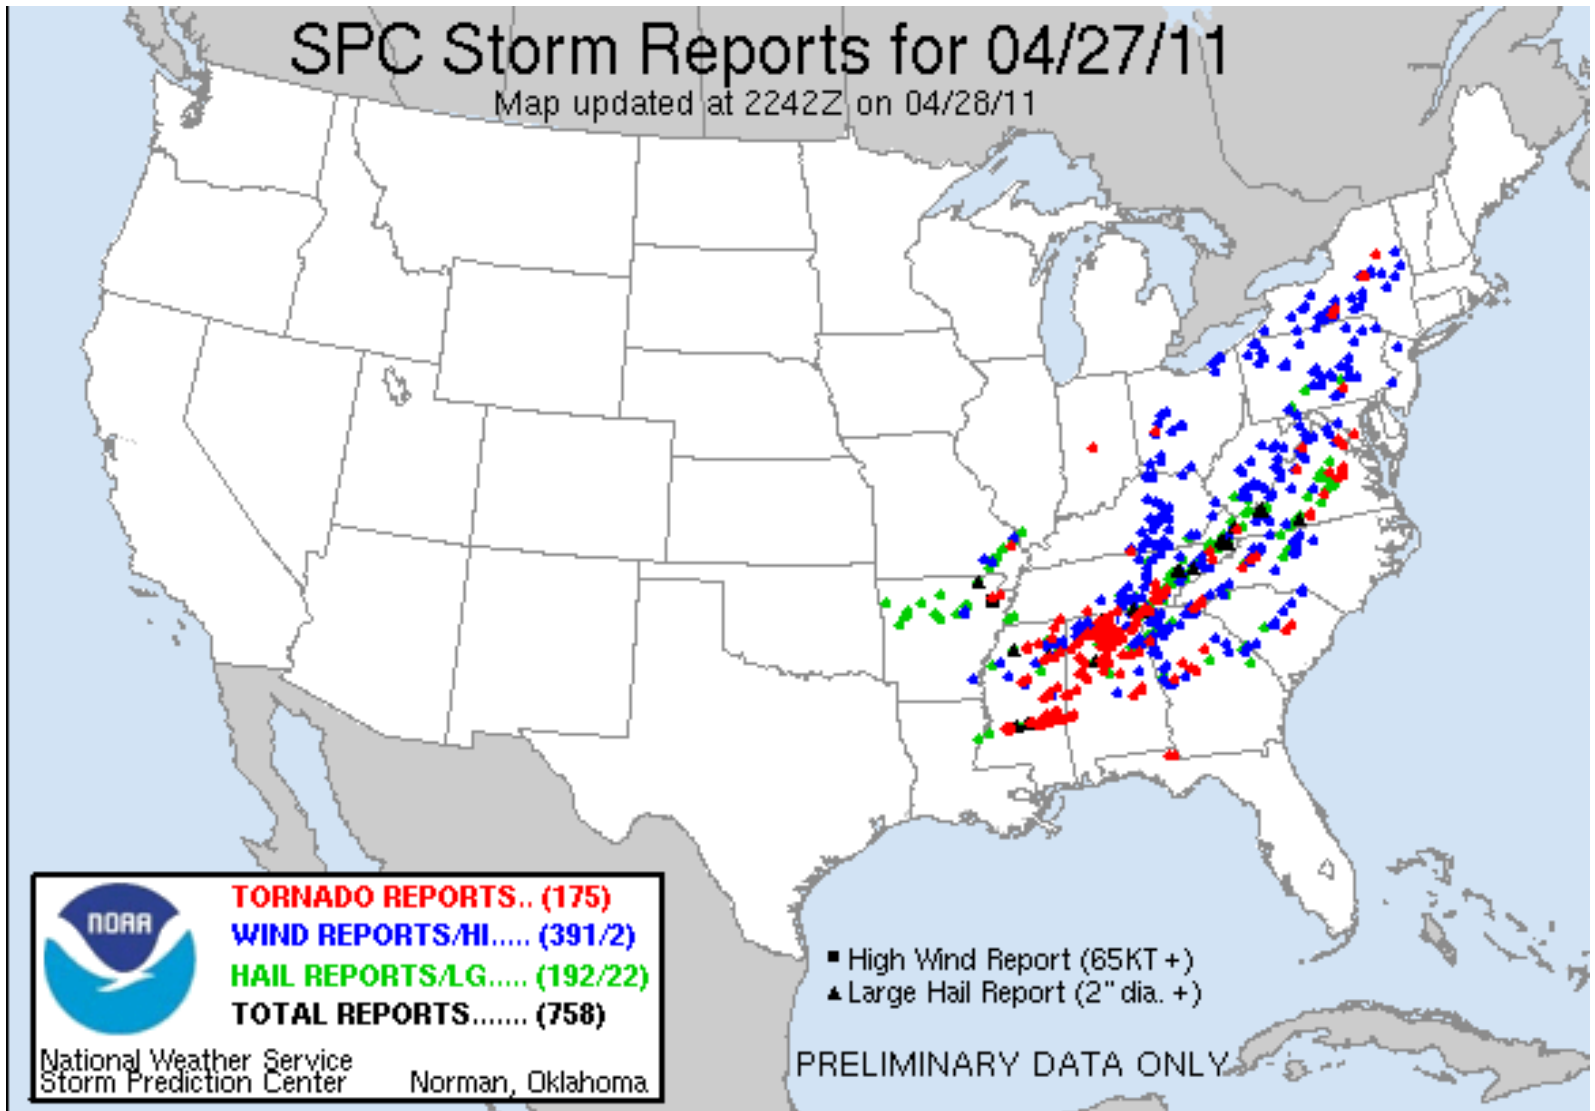 SPC Storm Reports for 04/27/11
Map updated at 2242Z on 04/28/11
NOAA
TORNADO REPORTS.. (175)
WIND REPORTS/HI..... (391/2)
HAIL REPORTS/LG..... (192/22)
TOTAL REPORTS....... (758)
National Weather Service
Storm Prediction Center Norman, Oklahoma
High Wind Report (65KT +)
Large Hail Report (2" dia. +)
PRELIMINARY DATA ONLY